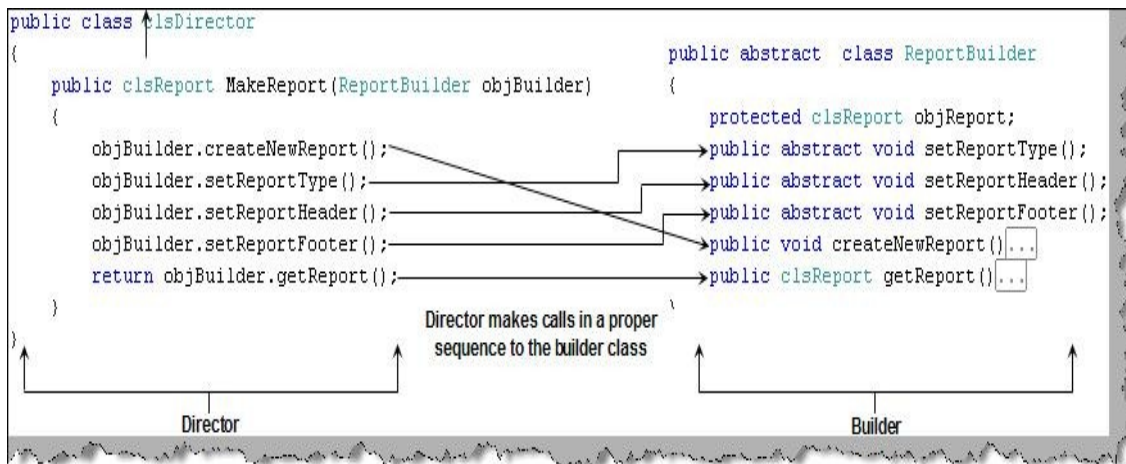 public class clsDirector
{
public clsReport MakeReport(ReportBuilder objBuilder)
{
objBuilder.createNewReport();
objBuilder.setReportType();
objBuilder.setReportHeader();
objBuilder.setReportFooter();
return objBuilder.getReport();
}
}
public abstract class ReportBuilder
{
protected clsReport objReport;
public abstract void setReportType();
public abstract void setReportHeader();
public abstract void setReportFooter();
public void createNewReport()...
public clsReport getReport()...
}
Director makes calls in a proper
sequence to the builder class
Director
Builder